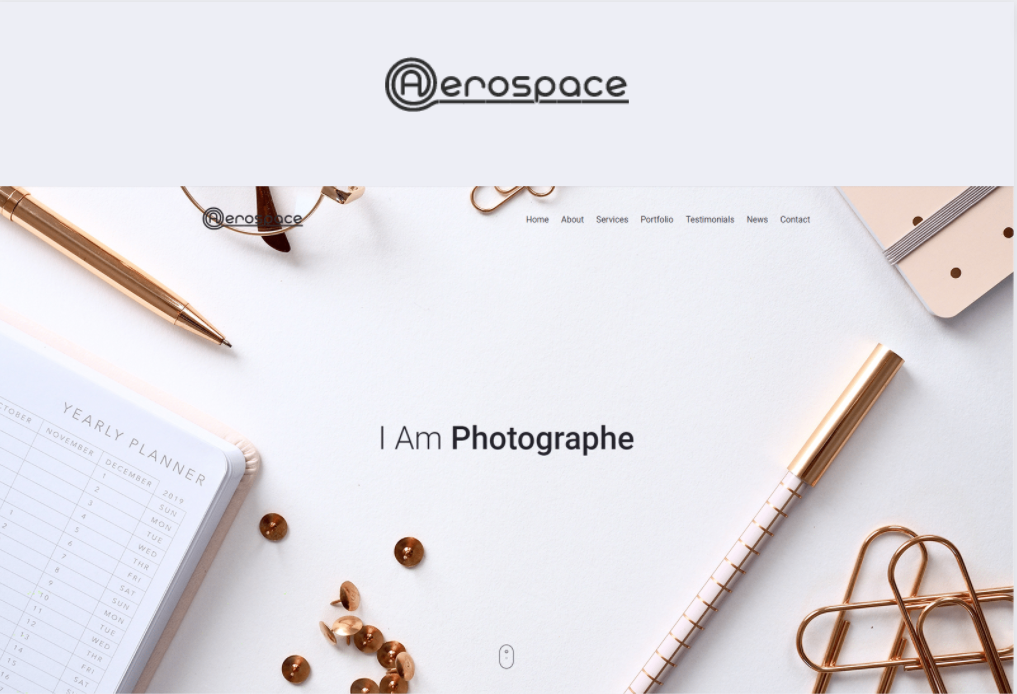 Aerospace
Aerospace
Home About Services Portfolio Testimonials News Contact
I Am Photographe
YEARLY PLANNER
NOVEMBER DECEMBER 2019
1 SUN
2 MON
3 TUE
4 WED
5 THR
6 FRI
7 SAT
8 SUN
9 MON
10 TUE
11 WED
12 THR
13 FRI
14 SAT
15 SUN